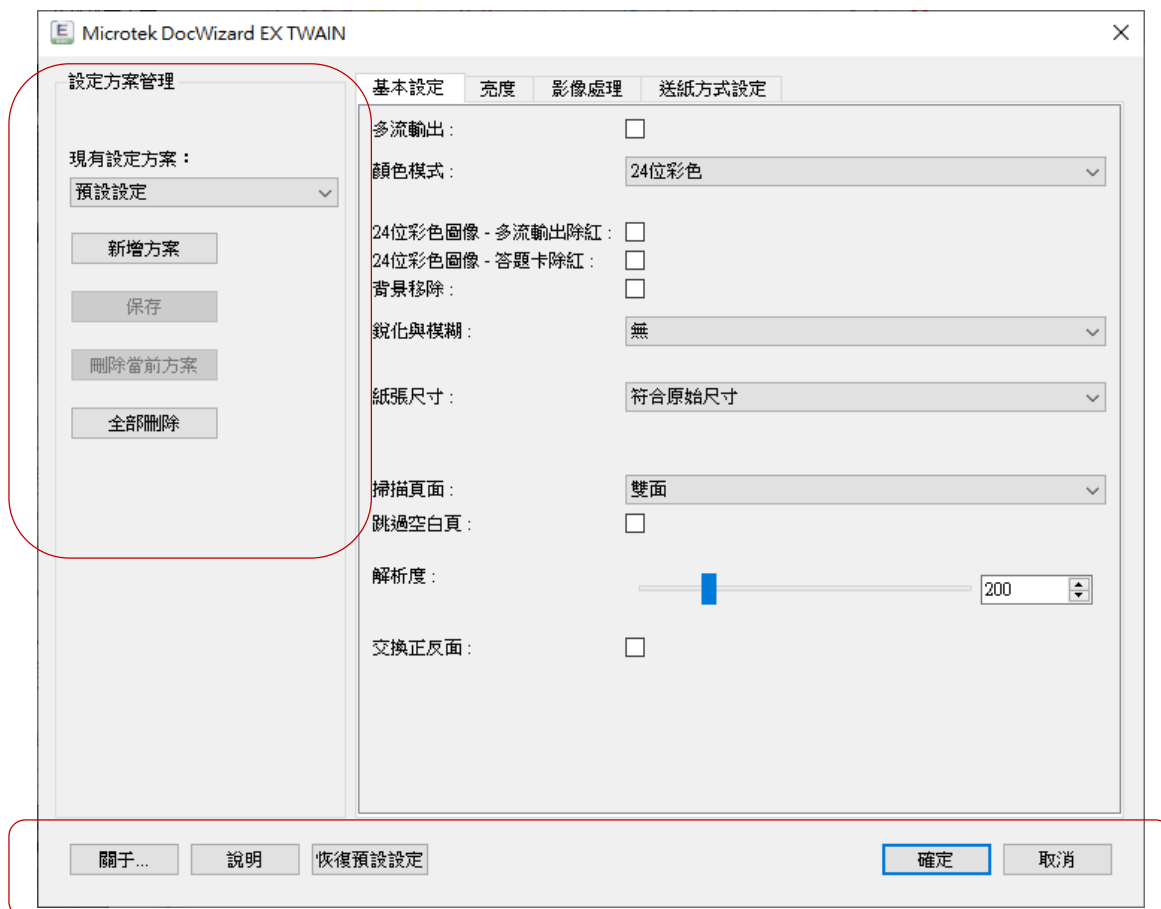 Microtek DocWizard EX TWAIN
設定方案管理
現有設定方案：
預設設定
新增方案
保存
刪除當前方案
全部刪除
基本設定 亮度 影像處理 送紙方式設定
多流輸出 :
顏色模式 : 24位彩色
24位彩色圖像 - 多流輸出除紅 :
24位彩色圖像 - 答題卡除紅 :
背景移除 :
銳化與模糊 : 無
紙張尺寸 : 符合原始尺寸
掃描頁面 : 雙面
跳過空白頁 :
解析度 : 200
交換正反面 :
關于... 說明 恢復預設設定 確定 取消